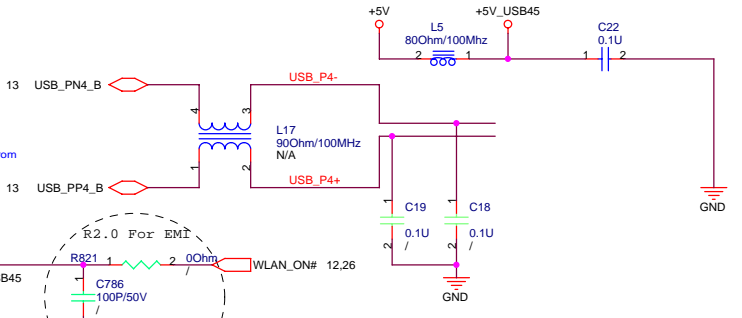 +5V
+5V_USB45
L5
80Ohm/100Mhz
2
1
C22
0.1U
1
2
13 USB_PN4_B
USB_P4-
4
3
L17
90Ohm/100MHz
N/A
om
1
2
13 USB_PP4_B
USB_P4+
GND
1
C19
0.1U
2
/
1
C18
0.1U
2
/
GND
R2.0 For EMI
R821
1
2
0Ohm
/
WLAN_ON# 12,26
B45
1
C786
100P/50V
/